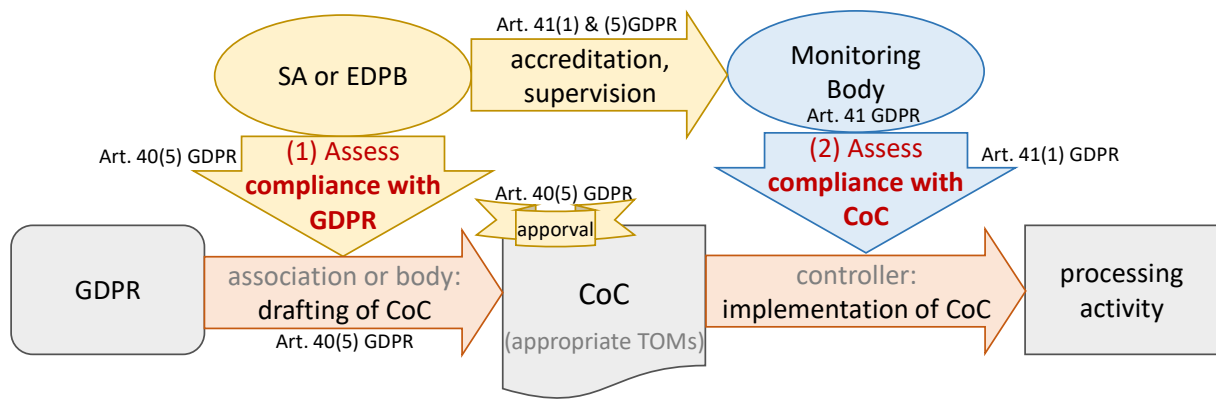 Art. 41(1) & (5)GDPR
SA or EDPB
accreditation,
supervision
Monitoring
Body
Art. 41 GDPR
Art. 40(5) GDPR
(1) Assess
compliance with
GDPR
(2) Assess
compliance with
CoC
Art. 41(1) GDPR
Art. 40(5) GDPR
apporval
GDPR
association or body:
drafting of CoC
Art. 40(5) GDPR
CoC
(appropriate TOMs)
controller:
implementation of CoC
processing
activity